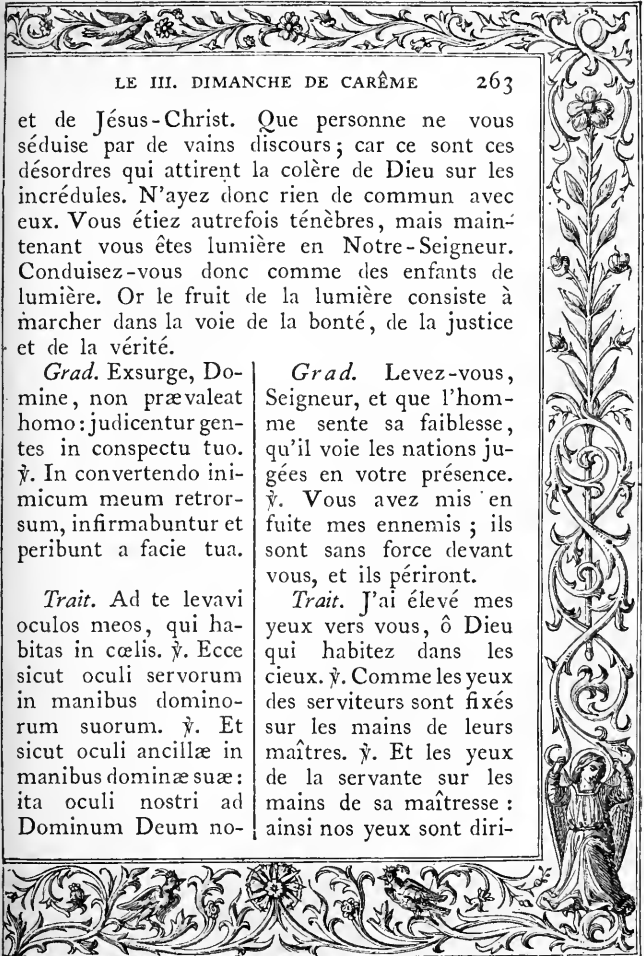 LE III. DIMANCHE DE CARÊME 263
et de Jésus-Christ. Que personne ne vous
séduise par de vains discours; car ce sont ces
désordres qui attirent la colère de Dieu sur les
incrédules. N'ayez donc rien de commun avec
eux. Vous étiez autrefois ténèbres, mais main-
tenant vous êtes lumière en Notre-Seigneur.
Conduisez-vous donc comme des enfants de
lumière. Or le fruit de la lumière consiste à
marcher dans la voie de la bonté, de la justice
et de la vérité.
Grad. Exsurge, Do-
mine, non prævaleat
homo: judicentur gen-
tes in conspectu tuo.
℣. In convertendo ini-
micum meum retror-
sum, infirmabuntur et
peribunt a facie tua.
Trait. Ad te levavi
oculos meos, qui ha-
bitas in cœlis. ℣. Ecce
sicut oculi servorum
in manibus domino-
rum suorum. ℣. Et
sicut oculi ancillæ in
manibus dominæ suæ:
ita oculi nostri ad
Dominum Deum no-
Grad. Levez-vous,
Seigneur, et que l'hom-
me sente sa faiblesse,
qu'il voie les nations ju-
gées en votre présence.
℣. Vous avez mis en
fuite mes ennemis; ils
sont sans force devant
vous, et ils périront.
Trait. J'ai élevé mes
yeux vers vous, ô Dieu
qui habitez dans les
cieux. ℣. Comme les yeux
des serviteurs sont fixés
sur les mains de leurs
maîtres. ℣. Et les yeux
de la servante sur les
mains de sa maîtresse :
ainsi nos yeux sont diri-